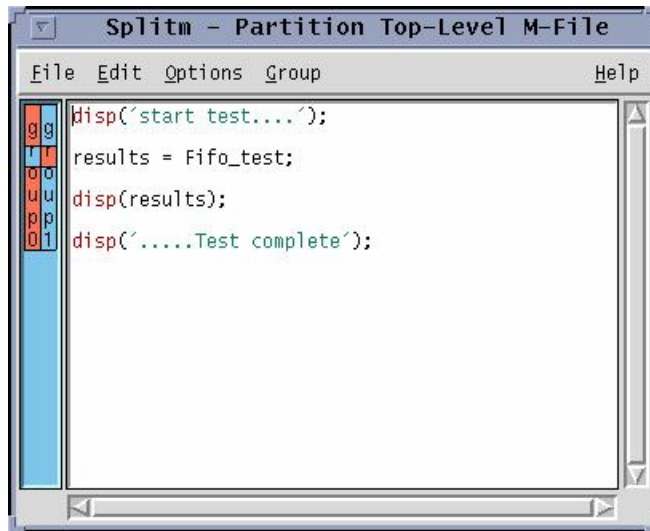 Splitm - Partition Top-Level M-File
File Edit Options Group Help
group0
group1
disp(´start test....´);
results = Fifo_test;
disp(results);
disp(´.....Test complete´);